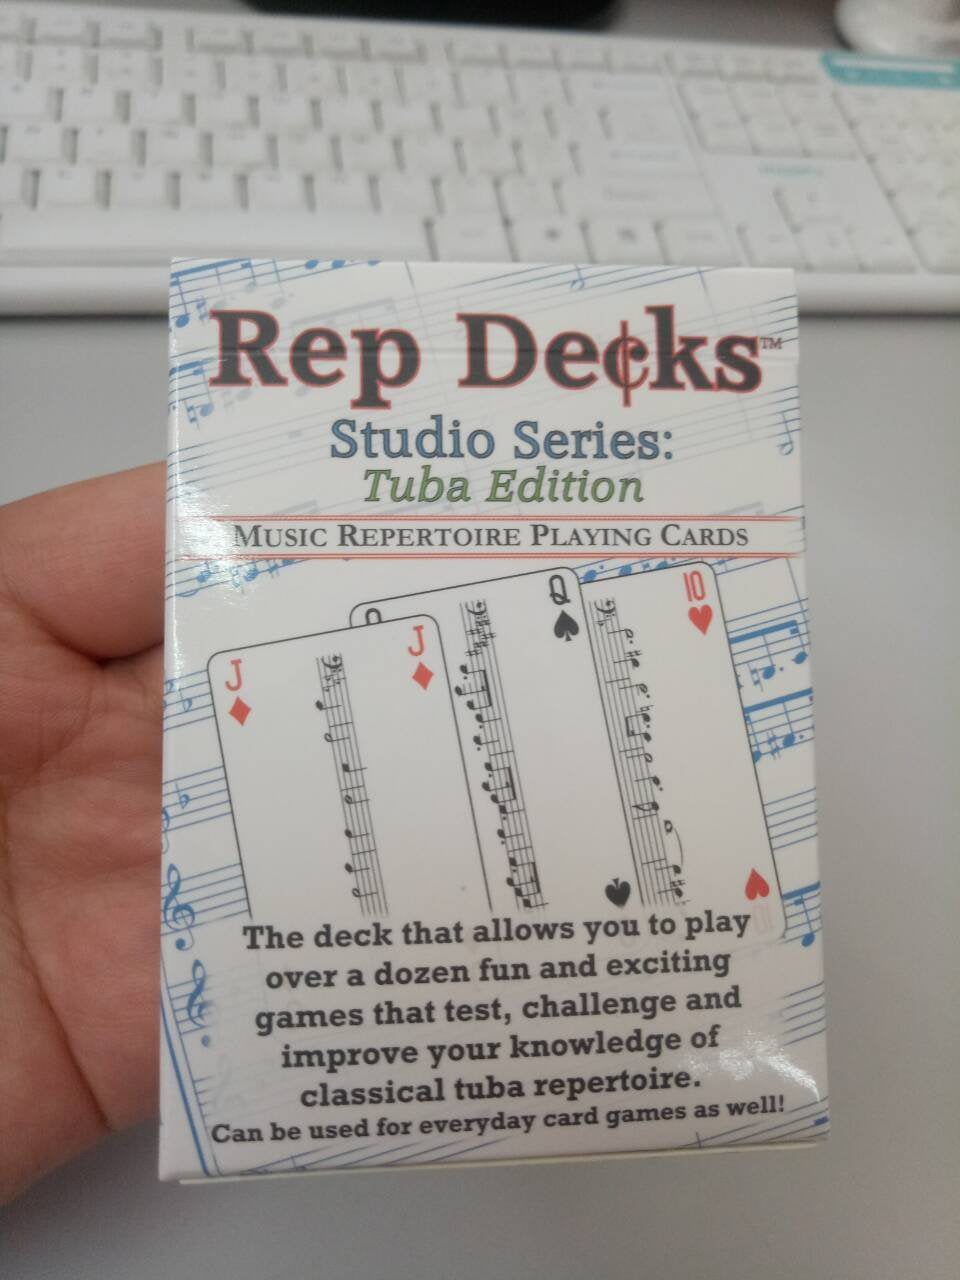 Rep De¢ks™
Studio Series:
Tuba Edition
MUSIC REPERTOIRE PLAYING CARDS
J
J
Q
Q
10
The deck that allows you to play
over a dozen fun and exciting
games that test, challenge and
improve your knowledge of
classical tuba repertoire.
Can be used for everyday card games as well!